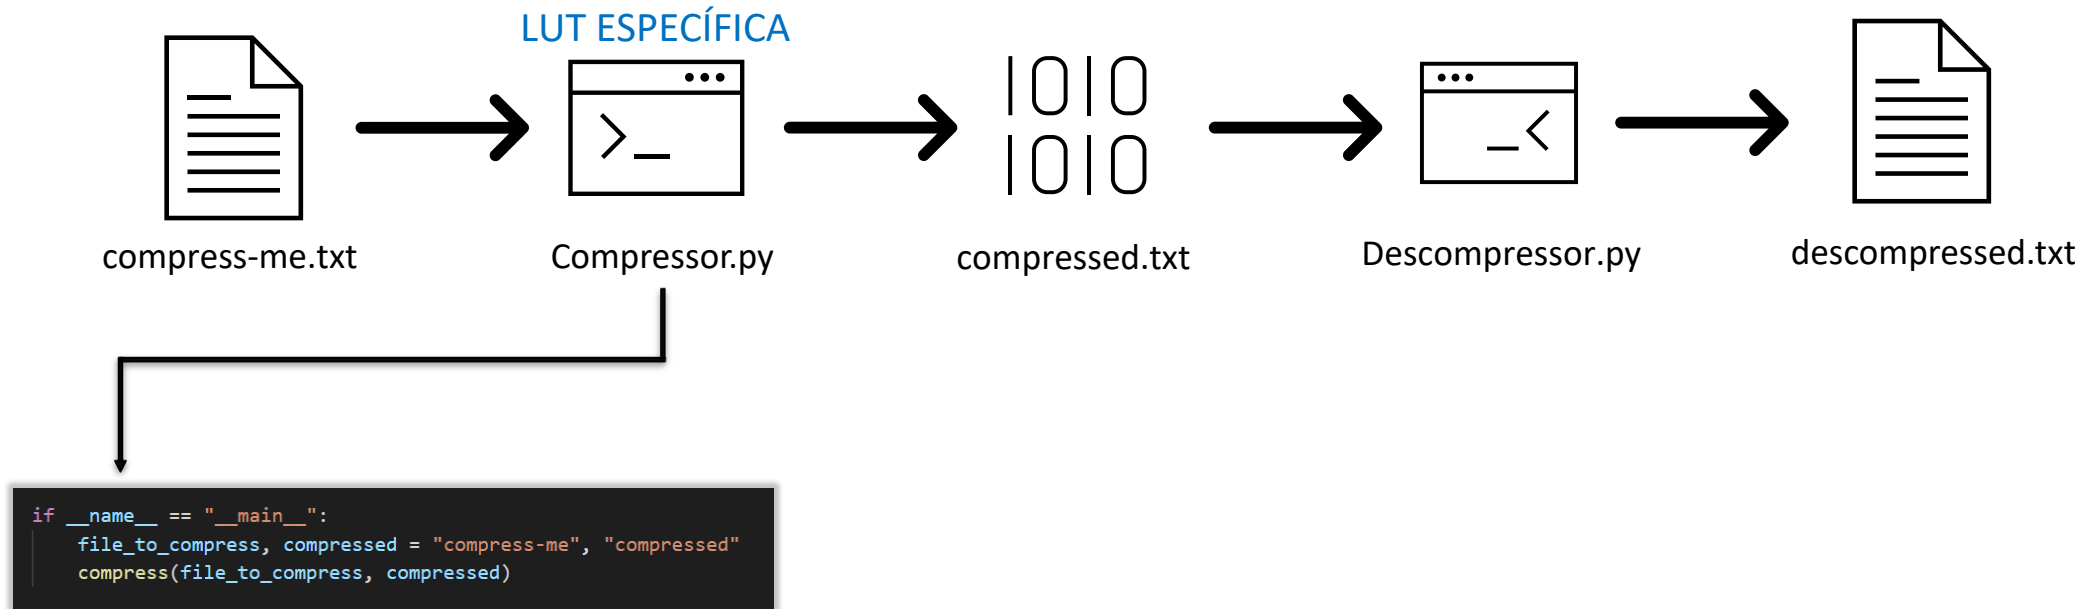 LUT ESPECÍFICA
>_
1010
1010
_<
compress-me.txt
Compressor.py
compressed.txt
Descompressor.py
descompressed.txt
if __name__ == "__main__":
    file_to_compress, compressed = "compress-me", "compressed"
    compress(file_to_compress, compressed)